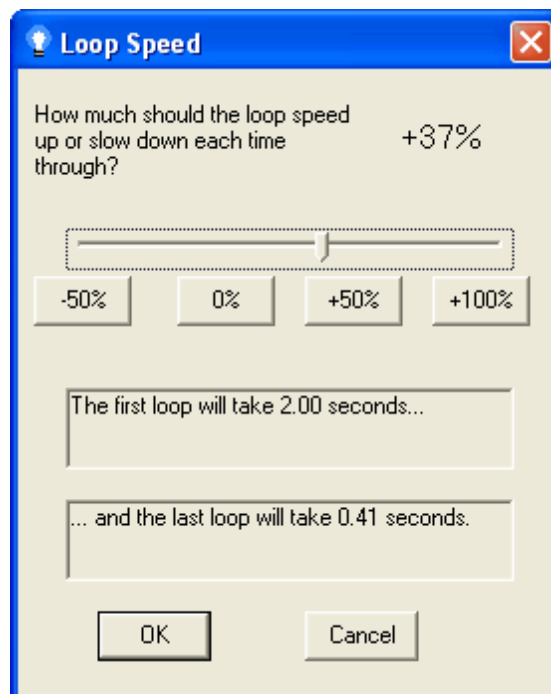 Loop Speed
How much should the loop speed
up or slow down each time
through?
+37%
-50%
0%
+50%
+100%
The first loop will take 2.00 seconds...
... and the last loop will take 0.41 seconds.
OK
Cancel